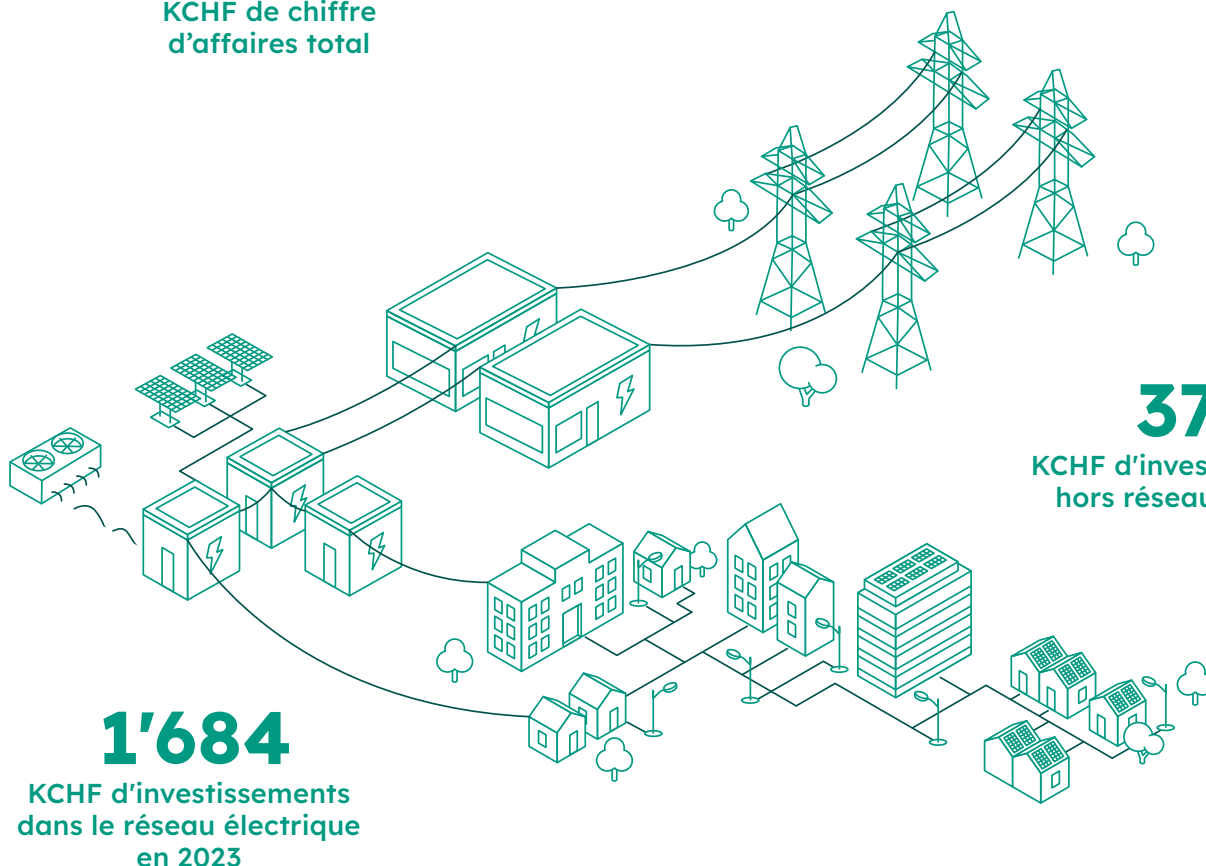 KCHF de chiffre
d’affaires total
KCHF d'inves
hors réseau
1’684
KCHF d'investissements
dans le réseau électrique
en 2023